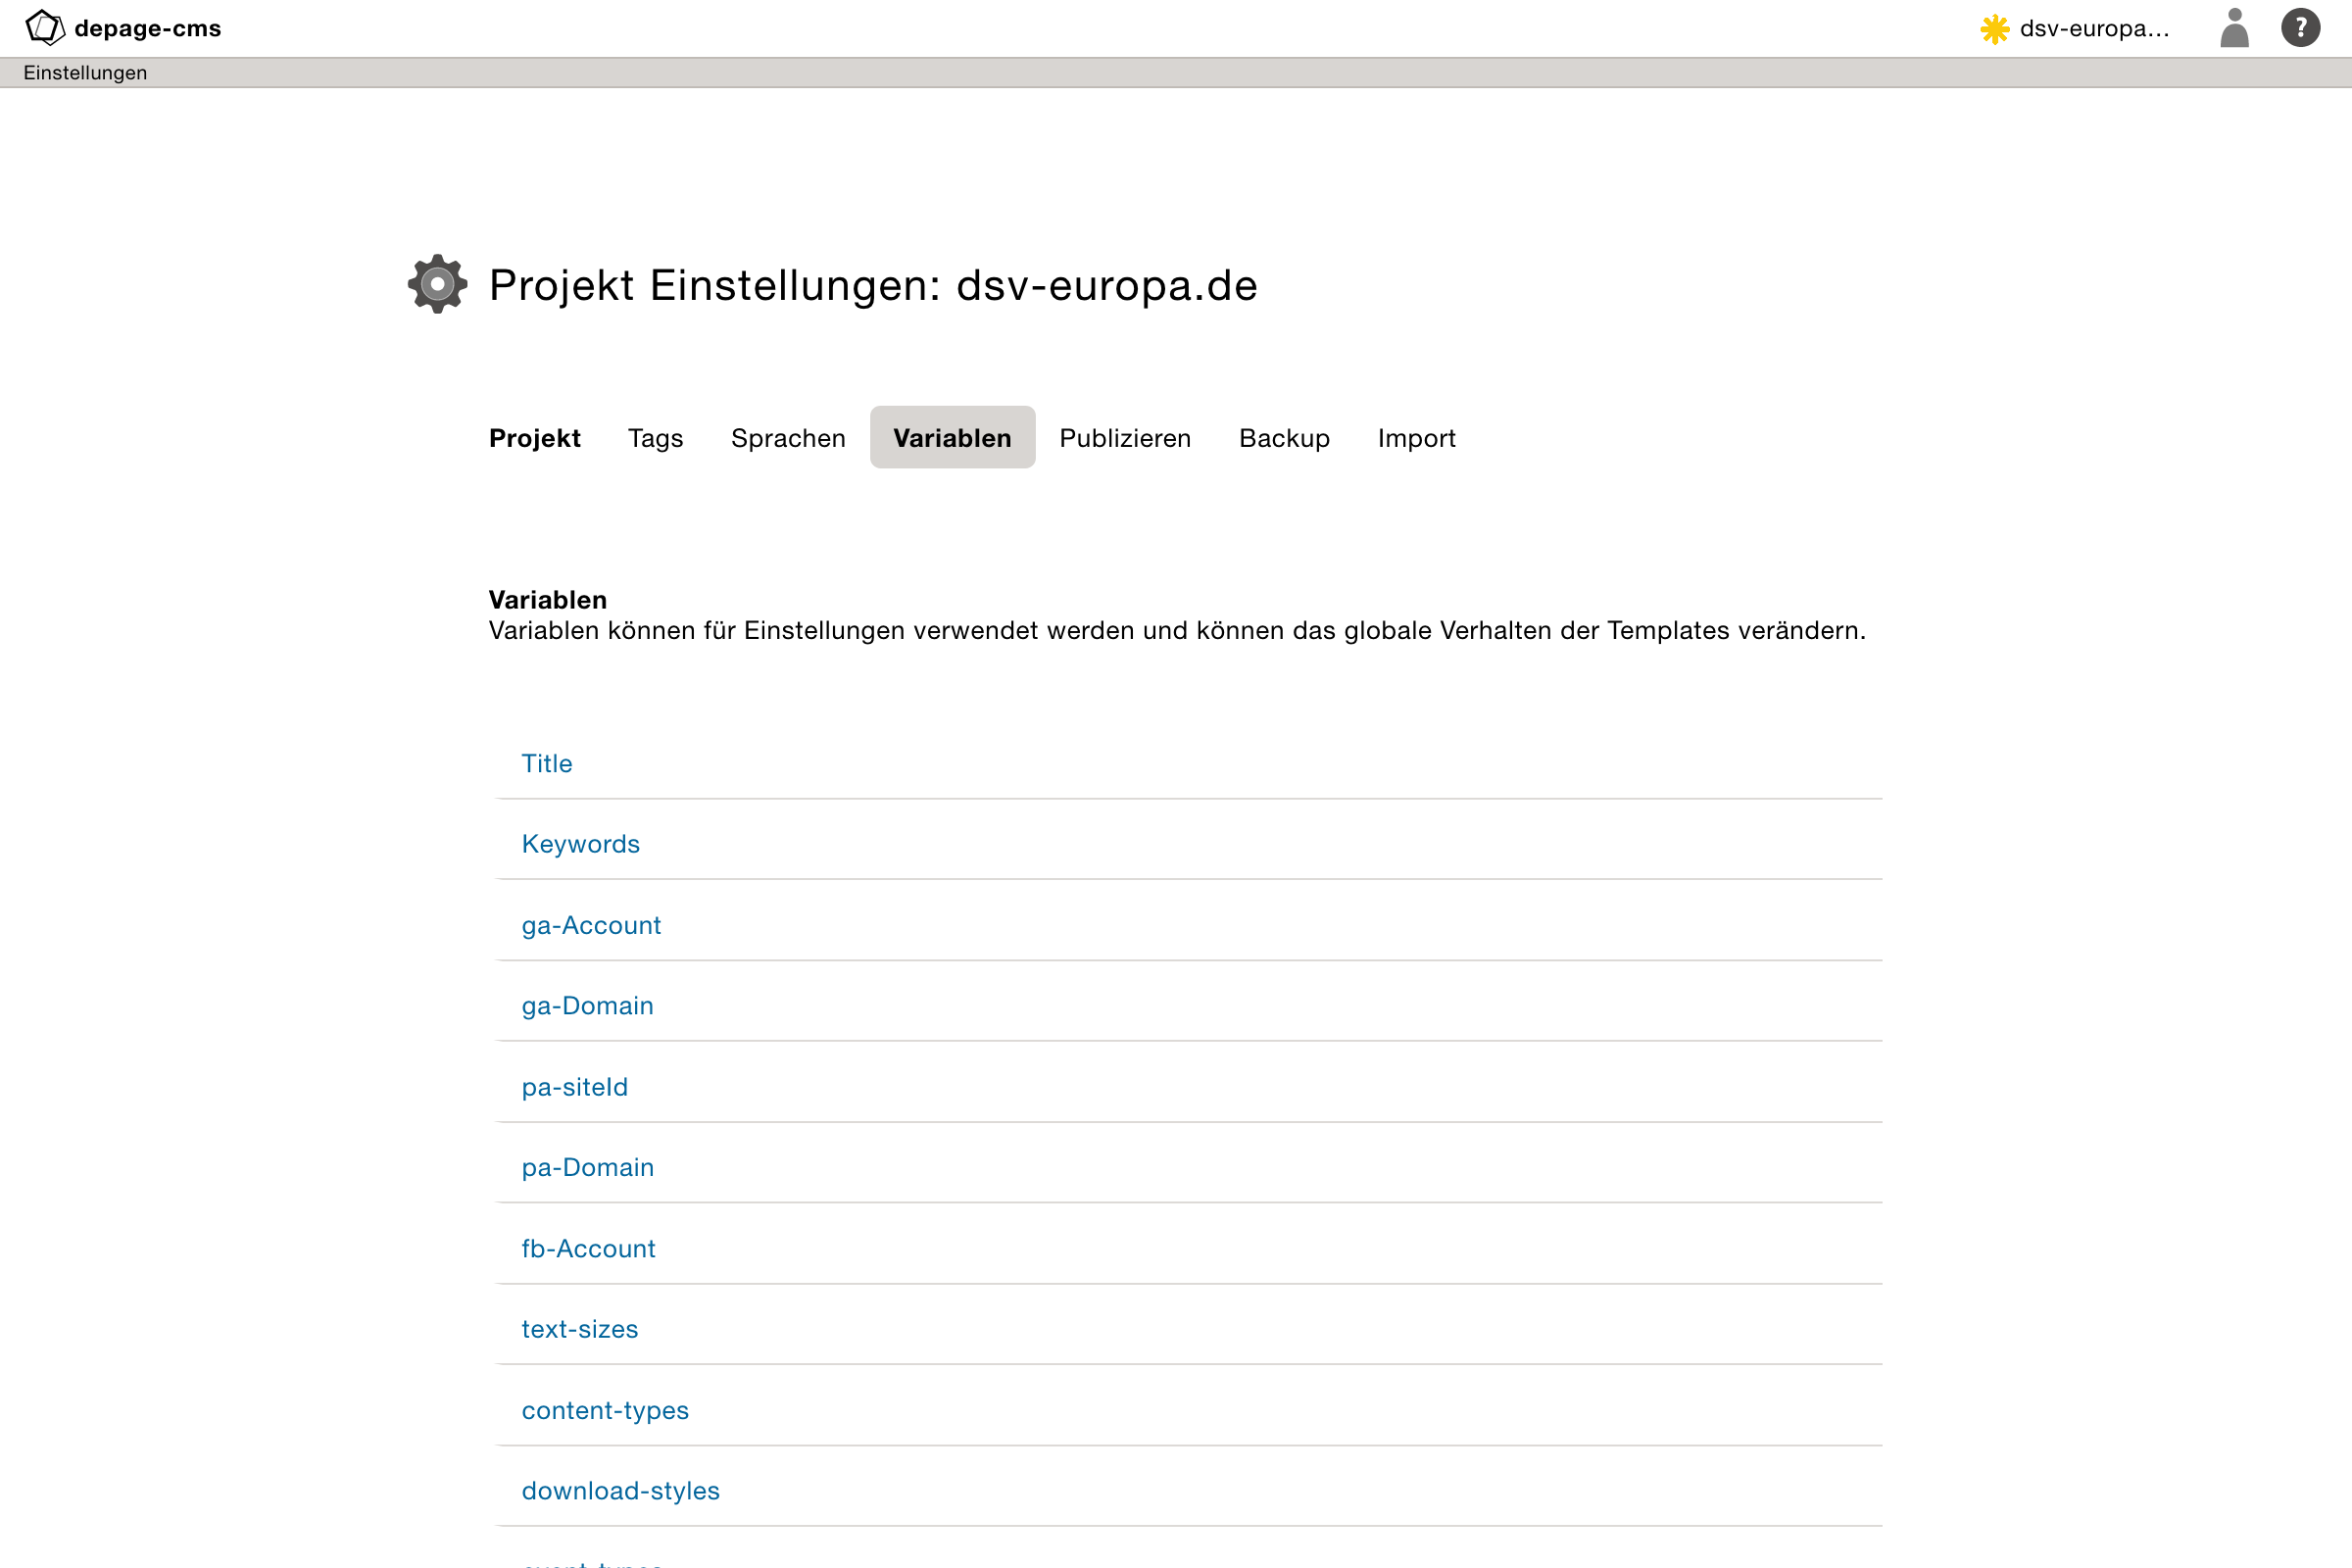 depage-cms
dsv-europa...
?
Einstellungen
Projekt Einstellungen: dsv-europa.de
Projekt Tags Sprachen Variablen Publizieren Backup Import
Variablen
Variablen können für Einstellungen verwendet werden und können das globale Verhalten der Templates verändern.
Title
Keywords
ga-Account
ga-Domain
pa-siteId
pa-Domain
fb-Account
text-sizes
content-types
download-styles